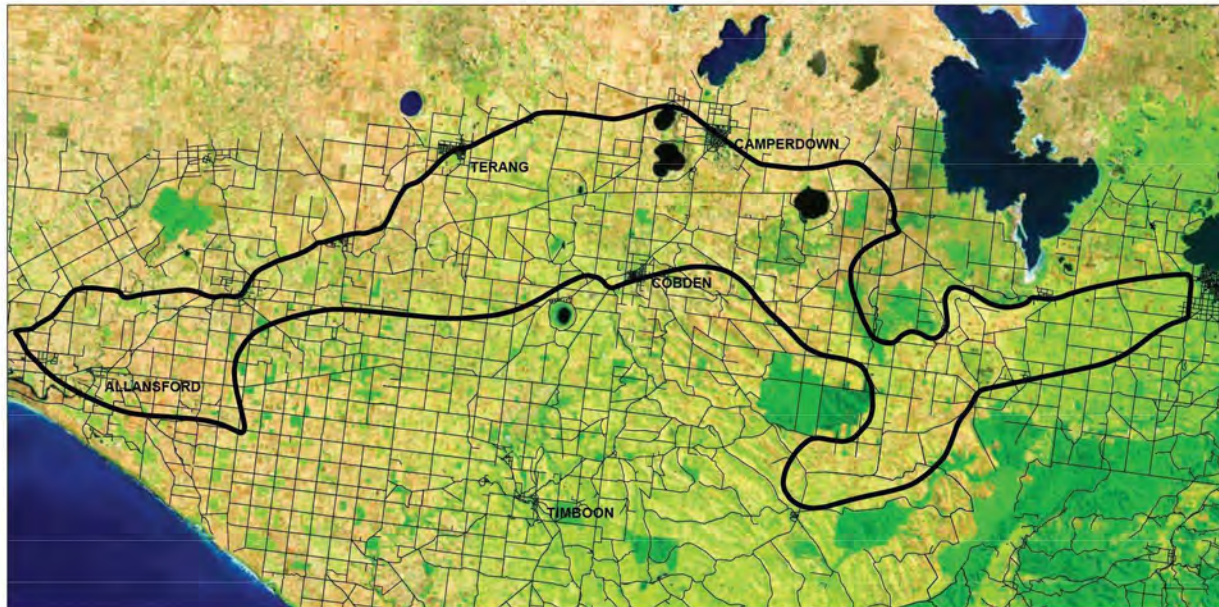 CAMPERDOWN
TERANG
COBDEN
ALLANSFORD
TIMBOON